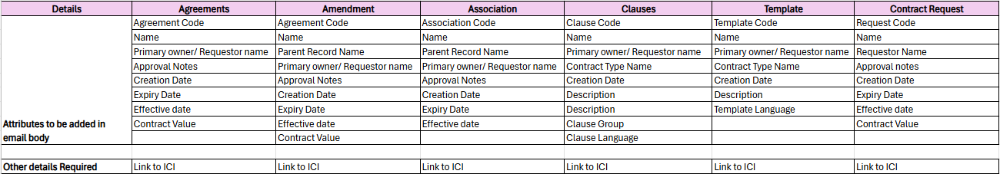 Details Agreements Amendment Association Clauses Template Contract Request
Agreement Code Agreement Code Association Code Clause Code Template Code Request Code
Name Name Name Name Name Name
Primary owner/ Requestor name Parent Record Name Parent Record Name Primary owner/ Requestor name Primary owner/ Requestor name Requestor Name
Approval Notes Primary owner/ Requestor name Primary owner/ Requestor name Contract Type Name Contract Type Name Approval notes
Creation Date Approval Notes Approval Notes Creation Date Creation Date Creation Date
Expiry Date Creation Date Creation Date Description Description Expiry Date
Effective date Expiry Date Expiry Date Description Template Language Effective date
Attributes to be added in Contract Value Effective date Effective date Clause Group Contract Value
email body Contract Value Clause Language
Other details Required Link to ICI Link to ICI Link to ICI Link to ICI Link to ICI Link to ICI